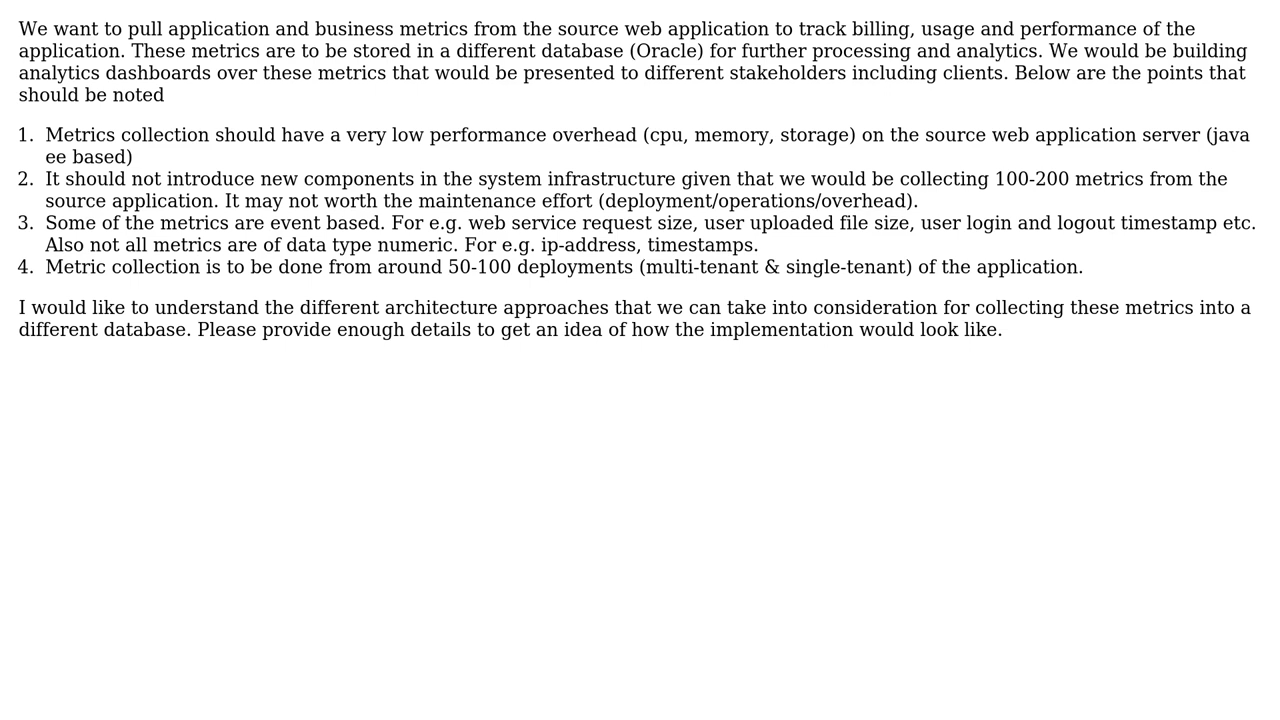 We want to pull application and business metrics from the source web application to track billing, usage and performance of the
application. These metrics are to be stored in a different database (Oracle) for further processing and analytics. We would be building
analytics dashboards over these metrics that would be presented to different stakeholders including clients. Below are the points that
should be noted
1. Metrics collection should have a very low performance overhead (cpu, memory, storage) on the source web application server (java
ee based)
2. It should not introduce new components in the system infrastructure given that we would be collecting 100-200 metrics from the
source application. It may not worth the maintenance effort (deployment/operations/overhead).
3. Some of the metrics are event based. For e.g. web service request size, user uploaded file size, user login and logout timestamp etc.
Also not all metrics are of data type numeric. For e.g. ip-address, timestamps.
4. Metric collection is to be done from around 50-100 deployments (multi-tenant & single-tenant) of the application.
I would like to understand the different architecture approaches that we can take into consideration for collecting these metrics into a
different database. Please provide enough details to get an idea of how the implementation would look like.